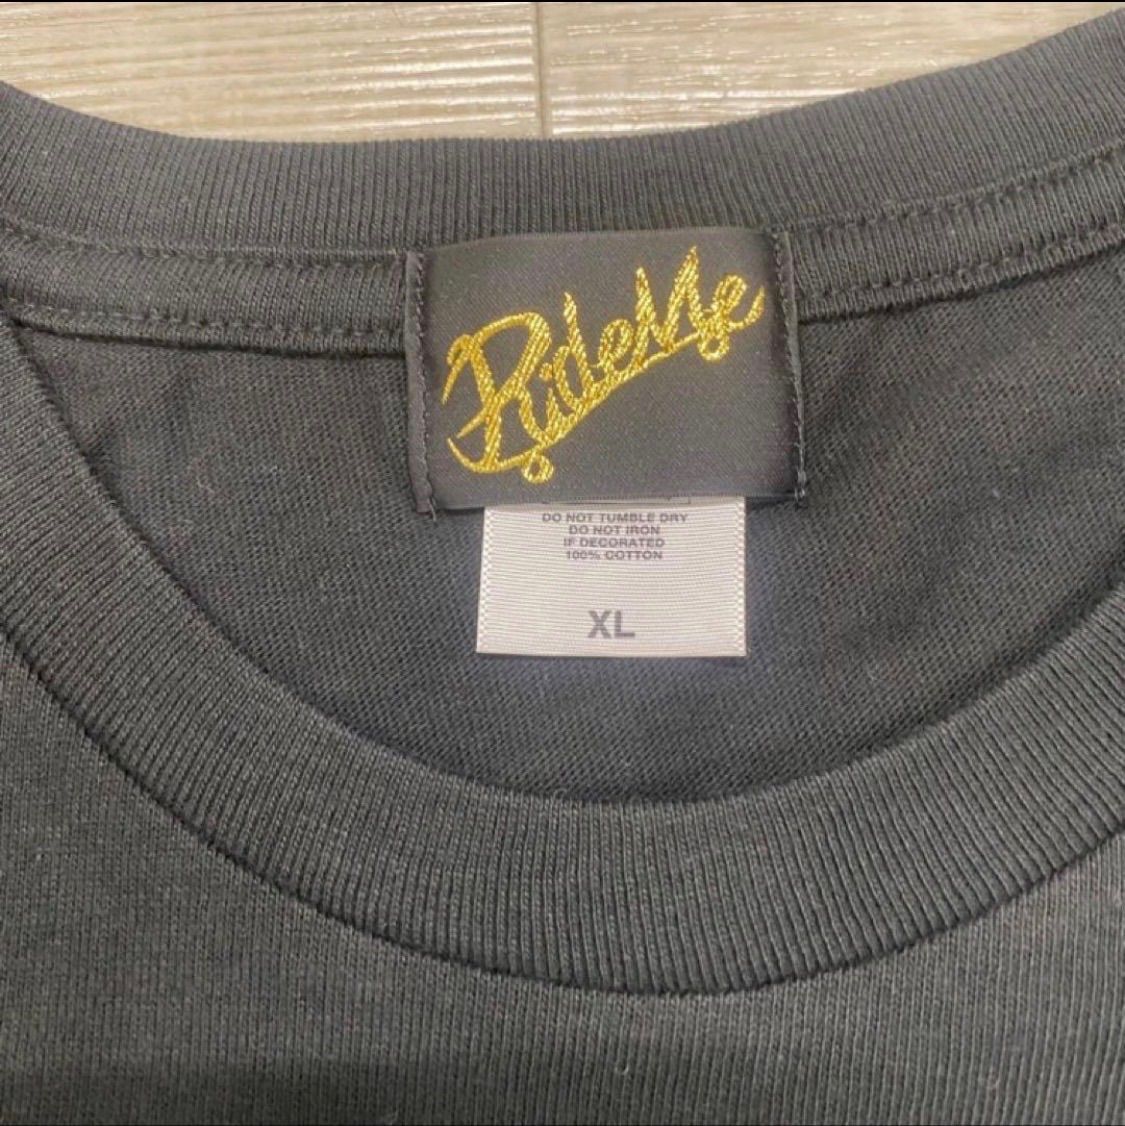 RideMe
DO NOT TUMBLE DRY
DO NOT IRON
IF DECORATED
100% COTTON
XL